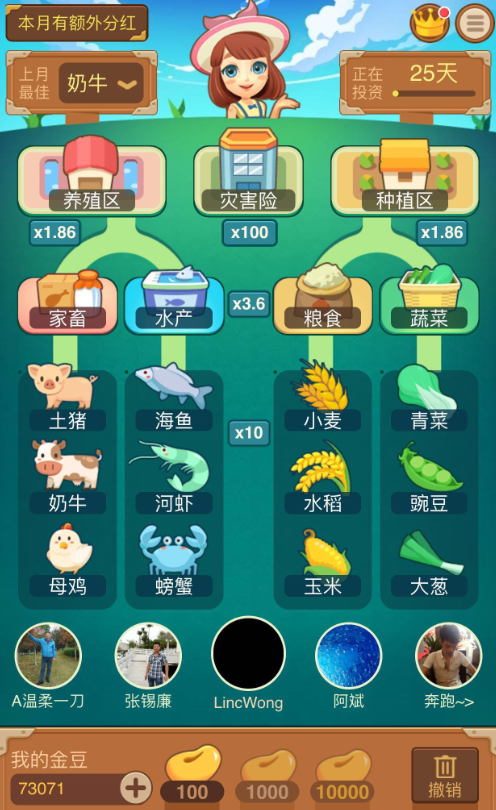 本月有额外分红
上月
最佳
奶牛
正在
投资
25天
养殖区
灾害险
种植区
x1.86
x100
x1.86
家畜
水产
x3.6
粮食
蔬菜
土猪
海鱼
小麦
青菜
x10
奶牛
河虾
水稻
豌豆
母鸡
螃蟹
玉米
大葱
A温柔一刀
张锡廉
LincWong
阿斌
奔跑~>
我的金豆
73071
100
1000
10000
撤销